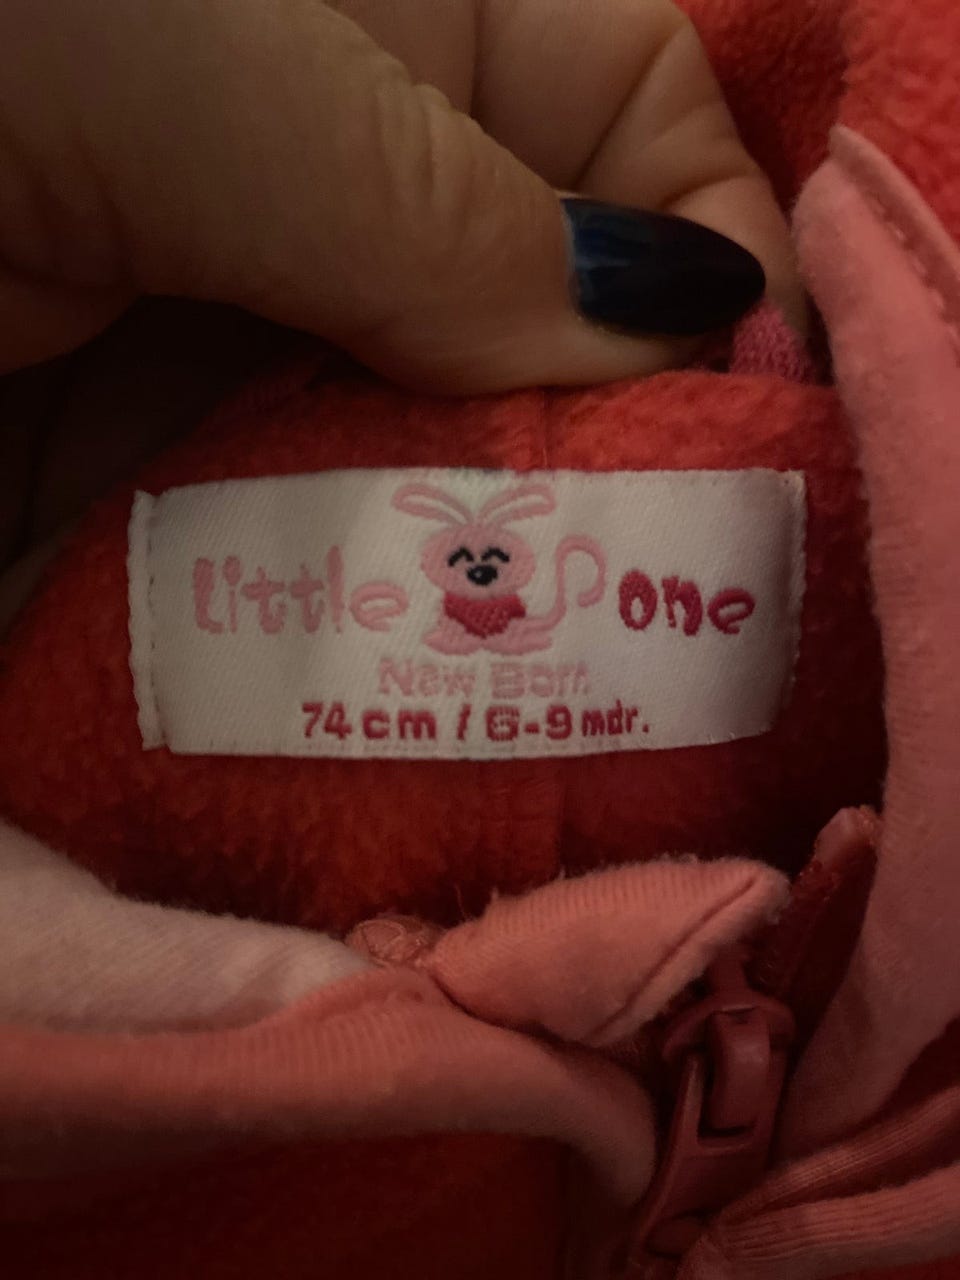 Little one
New Born
74 cm / 6-9 mdr.